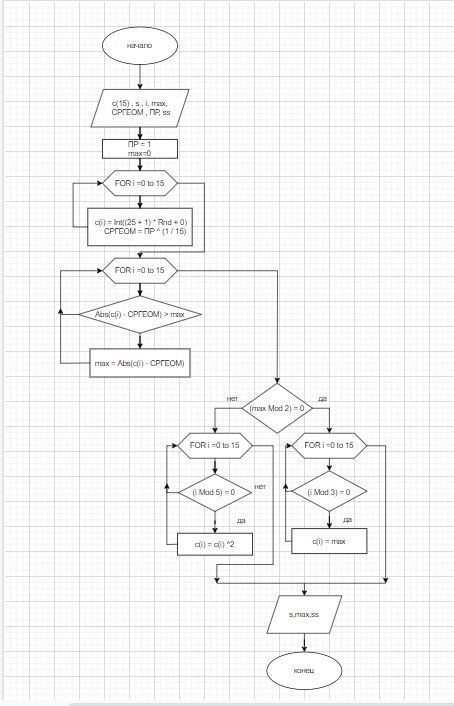 начало
c(15) , s , i, max,
СРГЕОМ , ПР, ss
ПР = 1
max=0
FOR i =0 to 15
c(i) = Int((25 + 1) * Rnd + 0)
СРГЕОМ = ПР ^ (1 / 15)
FOR i =0 to 15
Abs(c(i) - СРГЕОМ) > max
max = Abs(c(i) - СРГЕОМ)
нет
(max Mod 2) = 0
да
FOR i =0 to 15
FOR i =0 to 15
(i Mod 5) = 0
нет
(i Mod 3) = 0
да
да
c(i) = c(i) ^2
c(i) = max
s,max,ss
конец